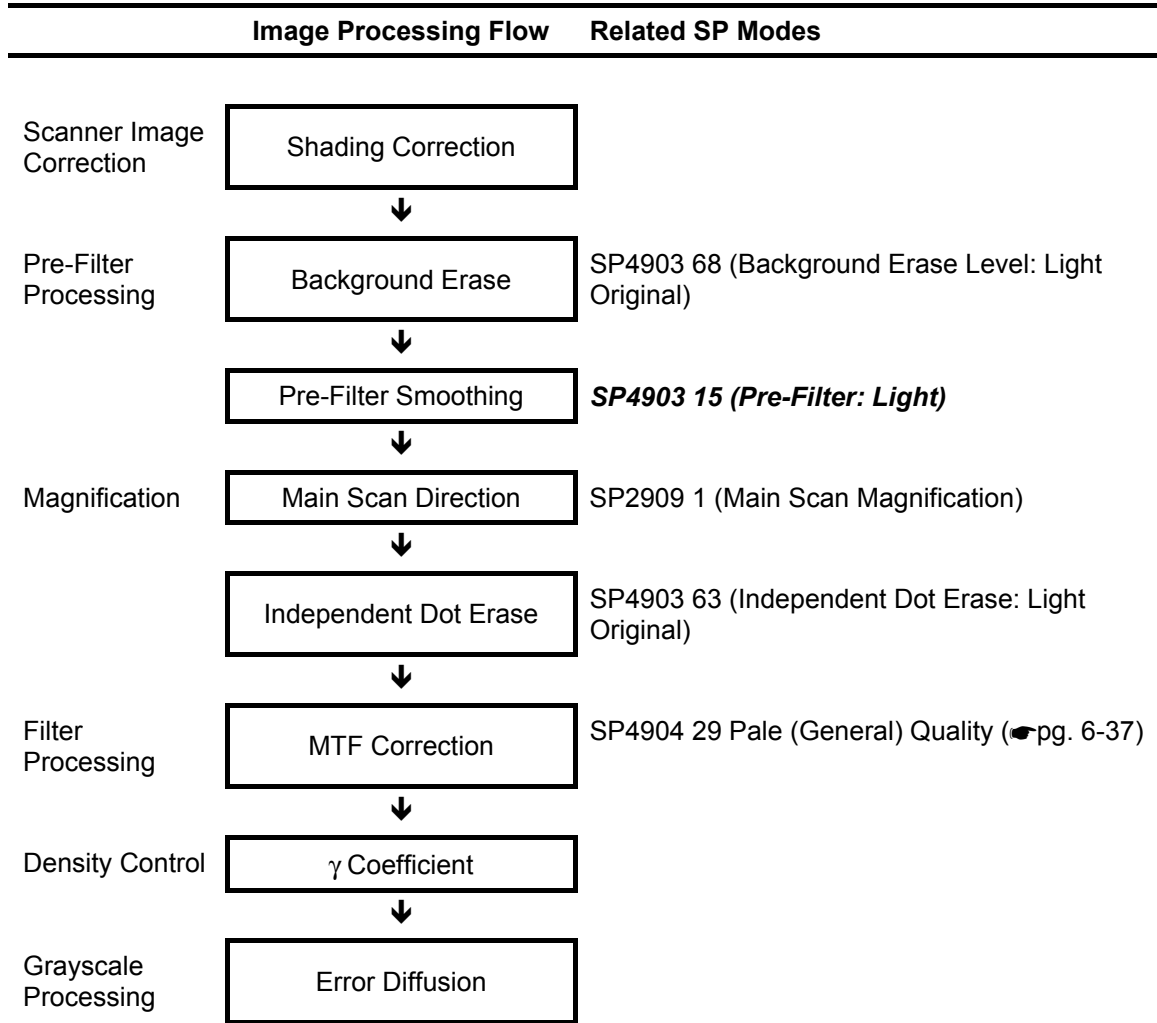 Image Processing Flow Related SP Modes
Scanner Image
Correction
Shading Correction
Pre-Filter
Processing
Background Erase
SP4903 68 (Background Erase Level: Light
Original)
Pre-Filter Smoothing
SP4903 15 (Pre-Filter: Light)
Magnification
Main Scan Direction
SP2909 1 (Main Scan Magnification)
Independent Dot Erase
SP4903 63 (Independent Dot Erase: Light
Original)
Filter
Processing
MTF Correction
SP4904 29 Pale (General) Quality (☛pg. 6-37)
Density Control
γ Coefficient
Grayscale
Processing
Error Diffusion